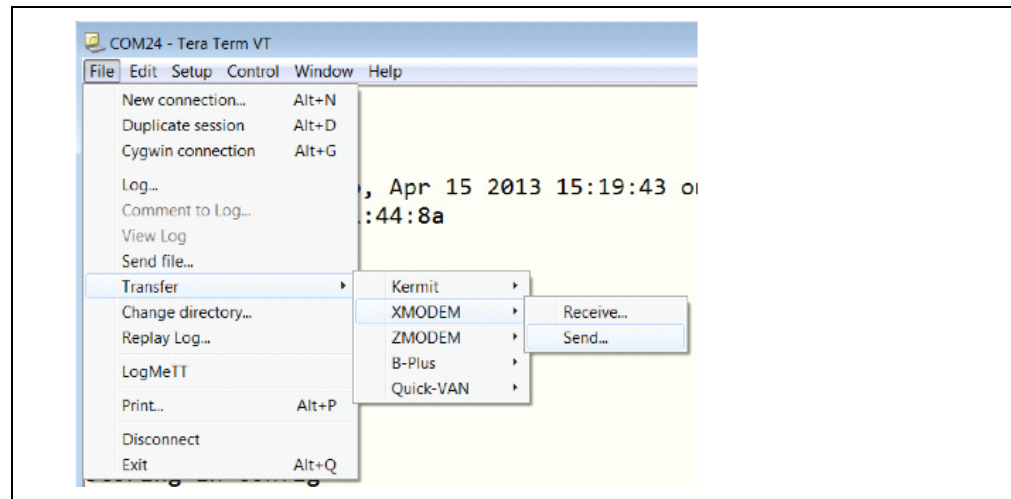 COM24 - Tera Term VT
File Edit Setup Control Window Help
New connection... Alt+N
Duplicate session Alt+D
Cygwin connection Alt+G
Log...
Comment to Log...
View Log
Send file...
Transfer
Change directory...
Replay Log...
LogMeTT
Print... Alt+P
Disconnect
Exit Alt+Q
Kermit
XMODEM
ZMODEM
B-Plus
Quick-VAN
Receive...
Send...
, Apr 15 2013 15:19:43 o
:44:8a